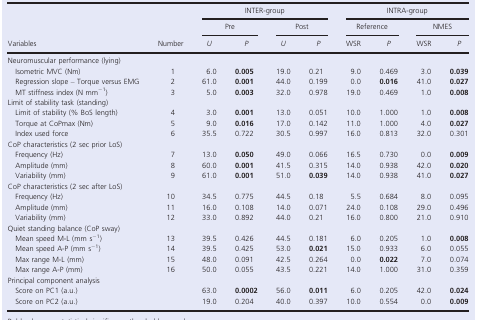 INTER-group INTRA-group
Pre Post Reference NMES
Variables Number U P U P WSR P WSR P
Neuromuscular performance (lying)
Isometric MVC (Nm) 1 6.0 0.005 19.0 0.21 9.0 0.469 3.0 0.039
Regression slope – Torque versus EMG 2 61.0 0.001 44.0 0.199 0.0 0.016 41.0 0.027
MT stiffness index (N mm⁻¹) 3 5.0 0.003 32.0 0.978 19.0 0.469 1.0 0.008
Limit of stability task (standing)
Limit of stability (% BoS length) 4 3.0 0.001 13.0 0.051 10.0 1.000 1.0 0.008
Torque at CoPmax (Nm) 5 9.0 0.016 17.0 0.142 11.0 1.000 4.0 0.027
Index used force 6 35.5 0.722 30.5 0.997 16.0 0.813 32.0 0.301
CoP characteristics (2 sec prior LoS)
Frequency (Hz) 7 13.0 0.050 49.0 0.066 16.5 0.730 0.0 0.009
Amplitude (mm) 8 60.0 0.001 41.5 0.315 14.0 0.938 42.0 0.020
Variability (mm) 9 61.0 0.001 51.0 0.039 14.0 0.938 41.0 0.027
CoP characteristics (2 sec after LoS)
Frequency (Hz) 10 34.5 0.775 44.5 0.18 5.5 0.684 8.0 0.095
Amplitude (mm) 11 16.0 0.108 14.0 0.071 24.0 0.108 29.0 0.496
Variability (mm) 12 33.0 0.892 44.0 0.21 16.0 0.800 21.0 0.910
Quiet standing balance (CoP sway)
Mean speed M-L (mm s⁻¹) 13 39.5 0.426 44.5 0.181 6.0 0.205 1.0 0.008
Mean speed A-P (mm s⁻¹) 14 39.5 0.425 53.0 0.021 15.0 0.933 6.0 0.055
Max range M-L (mm) 15 48.0 0.091 42.5 0.264 0.0 0.022 7.0 0.074
Max range A-P (mm) 16 50.0 0.055 43.5 0.221 14.0 1.000 31.0 0.359
Principal component analysis
Score on PC1 (a.u.) 63.0 0.0002 56.0 0.011 6.0 0.205 42.0 0.024
Score on PC2 (a.u.) 19.0 0.204 40.0 0.397 10.0 0.554 0.0 0.009